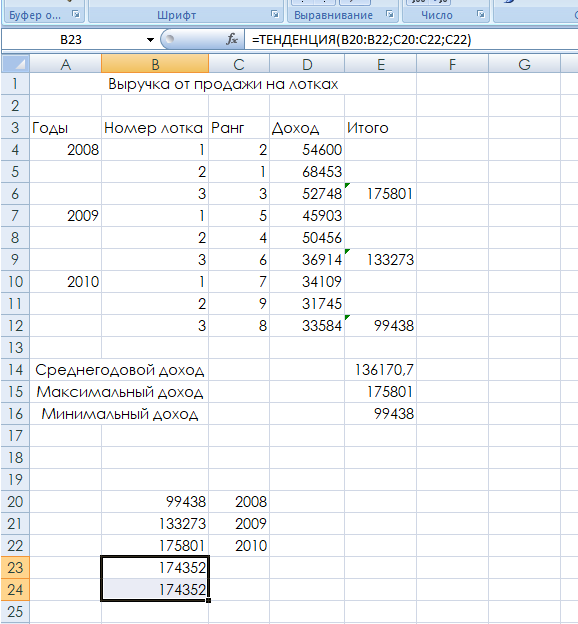 Буфер о... Шрифт Выравнивание Число
B23 fx =ТЕНДЕНЦИЯ(B20:B22;C20:C22;C22)
A B C D E F G
1 Выручка от продажи на лотках
2
3 Годы Номер лотка Ранг Доход Итого
4 2008 1 2 54600
5 2 1 68453
6 3 3 52748 175801
7 2009 1 5 45903
8 2 4 50456
9 3 6 36914 133273
10 2010 1 7 34109
11 2 9 31745
12 3 8 33584 99438
13
14 Среднегодовой доход 136170,7
15 Максимальный доход 175801
16 Минимальный доход 99438
17
18
19
20 99438 2008
21 133273 2009
22 175801 2010
23 174352
24 174352
25